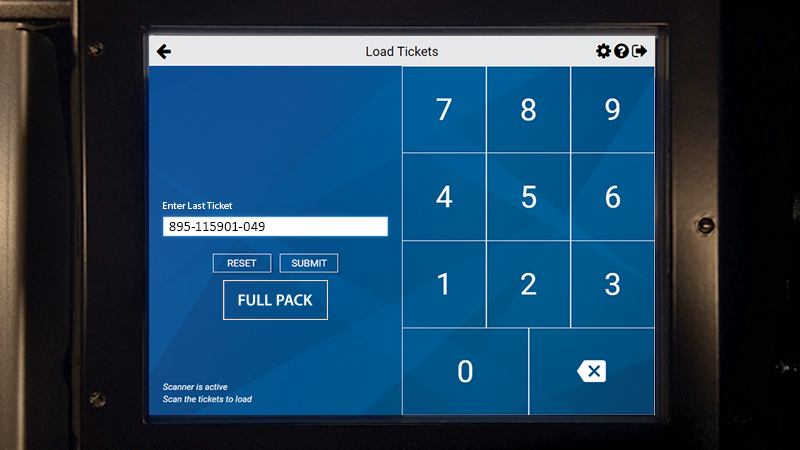 Load Tickets
Enter Last Ticket
895-115901-049
RESET SUBMIT
FULL PACK
Scanner is active
Scan the tickets to load
7 8 9
4 5 6
1 2 3
0